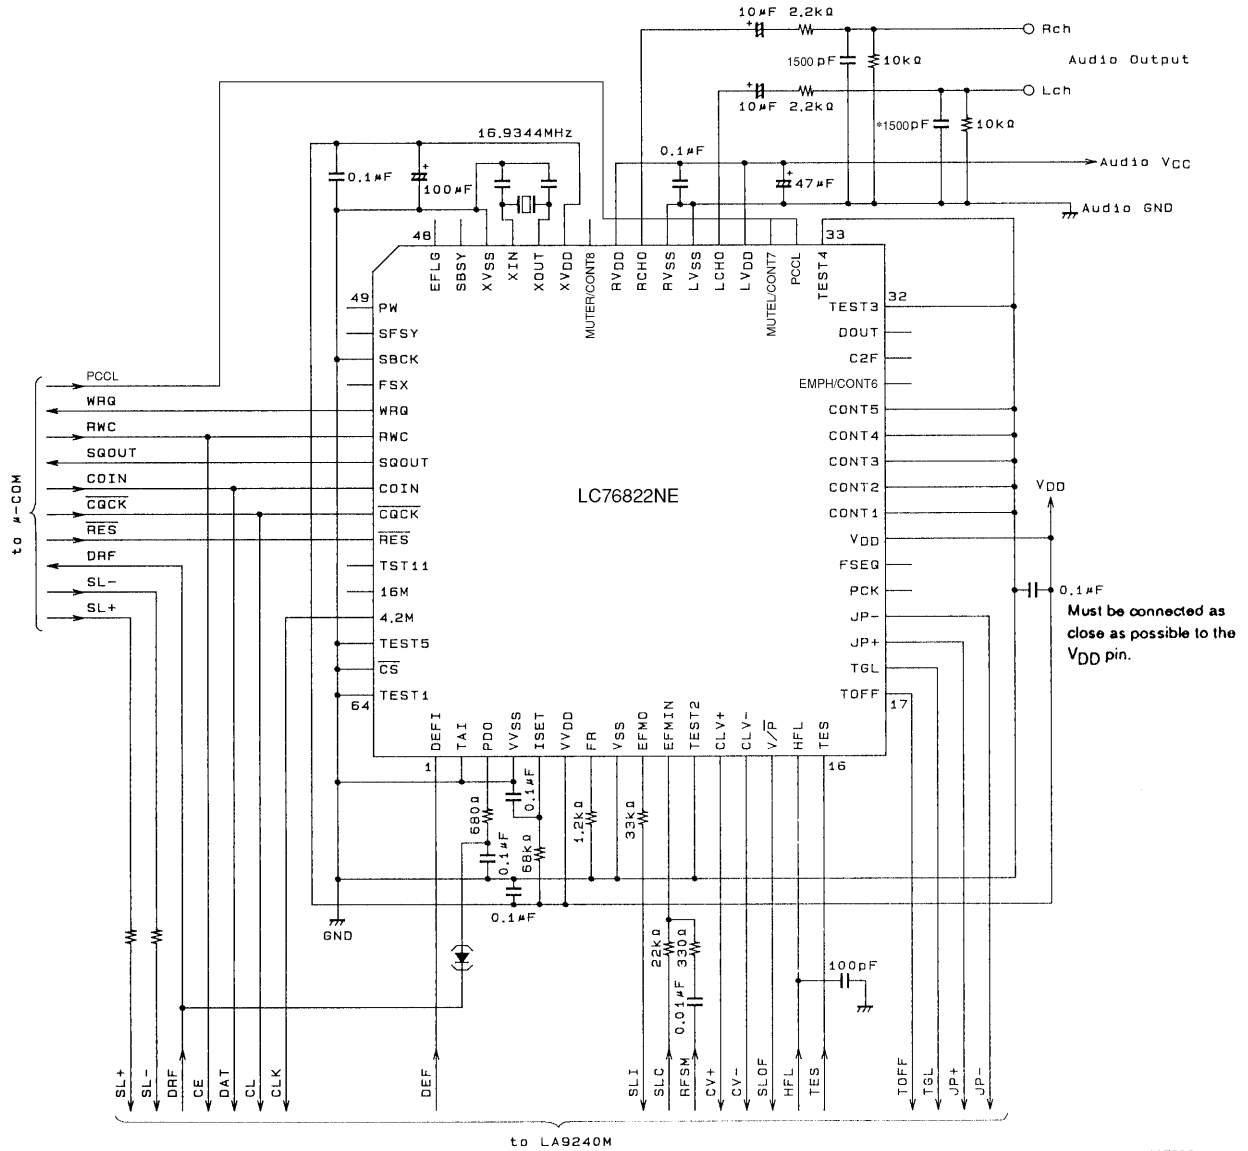 10µF 2.2kΩ
Rch
1500pF
10kΩ
Audio Output
Lch
10µF 2.2kΩ
*1500pF
10kΩ
16.9344MHz
0.1µF
100µF
0.1µF
47µF
Audio VCC
Audio GND
48
33
EFLG
SBSY
XVSS
XIN
XOUT
XVDD
MUTER/CONT8
RVDD
RCHO
RVSS
LVSS
LCHO
LVDD
MUTEL/CONT7
PCCL
TEST4
49
PW
SFSY
SBCK
FSX
WRQ
RWC
SQOUT
COIN
CQCK
RES
TST11
16M
4.2M
TEST5
CS
TEST1
64
to µ-COM
PCCL
WRQ
RWC
SQOUT
COIN
CQCK
RES
DRF
SL-
SL+
LC76822NE
32
TEST3
DOUT
C2F
EMPH/CONT6
CONT5
CONT4
CONT3
CONT2
CONT1
VDD
FSEQ
PCK
JP-
JP+
TGL
TOFF
17
VDD
0.1µF
Must be connected as
close as possible to the
VDD pin.
DEFI
TAI
PDO
VVSS
ISET
VVDD
FR
VSS
EFMO
EFMIN
TEST2
CLV+
CLV-
V/P
HFL
TES
1
16
680Ω
0.1µF
0.1µF
68kΩ
1.2kΩ
33kΩ
0.1µF
GND
22kΩ
330Ω
0.01µF
100pF
SL+
SL-
DRF
CE
DAT
CL
CLK
DEF
SLI
SLC
RFSM
CV+
CV-
SLOF
HFL
TES
TOFF
TGL
JP+
JP-
to LA9240M